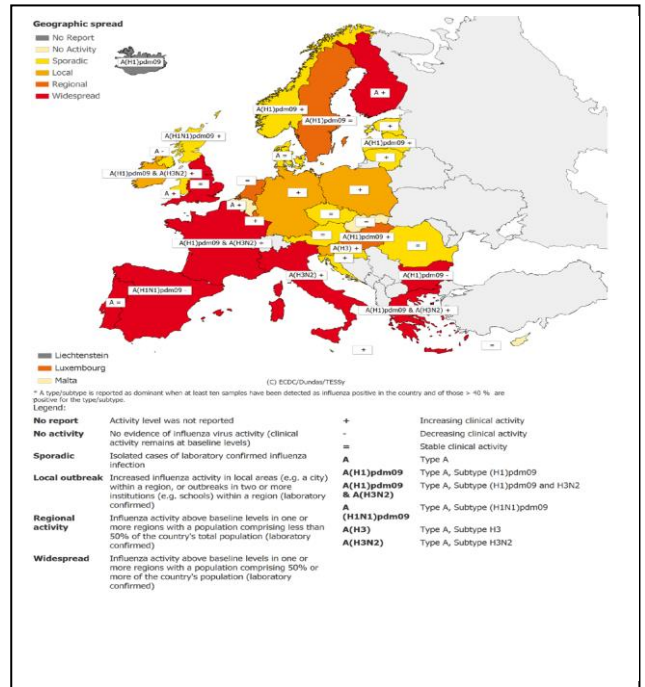 Geographic spread
No Report
No Activity
Sporadic
Local
Regional
Widespread
A(H1)pdm09
A +
A(H1)pdm09 +
A(H1)pdm09 =
+
A(H1N1)pdm09 +
A(H1)pdm09 +
A -
A =
+
A(H1)pdm09 & A(H3N2) +
=
=
+
+
A +
A +
+
=
-
A(H1)pdm09 +
=
A(H1)pdm09 & A(H3N2) +
A(H3) +
=
+
A(H3N2) +
A(H1)pdm09 -
A(H1N1)pdm09 -
A =
A(H1)pdm09 & A(H3N2) +
+
=
Liechtenstein
Luxembourg
Malta
(C) ECDC/Dundas/TESSy
* A type/subtype is reported as dominant when at least ten samples have been detected as influenza positive in the country and of those > 40 % are
positive for the type/subtype.
Legend:
No report Activity level was not reported + Increasing clinical activity
No activity No evidence of influenza virus activity (clinical - Decreasing clinical activity
activity remains at baseline levels) = Stable clinical activity
Sporadic Isolated cases of laboratory confirmed influenza A Type A
infection A(H1)pdm09 Type A, Subtype (H1)pdm09
Local outbreak Increased influenza activity in local areas (e.g. a city) A(H1)pdm09 Type A, Subtype (H1)pdm09 and H3N2
within a region, or outbreaks in two or more & A(H3N2)
institutions (e.g. schools) within a region (laboratory A Type A, Subtype (H1N1)pdm09
confirmed) (H1N1)pdm09
Regional Influenza activity above baseline levels in one or A(H3) Type A, Subtype H3
activity more regions with a population comprising less than
50% of the country's total population (laboratory A(H3N2) Type A, Subtype H3N2
confirmed)
Widespread Influenza activity above baseline levels in one or
more regions with a population comprising 50% or
more of the country's population (laboratory
confirmed)